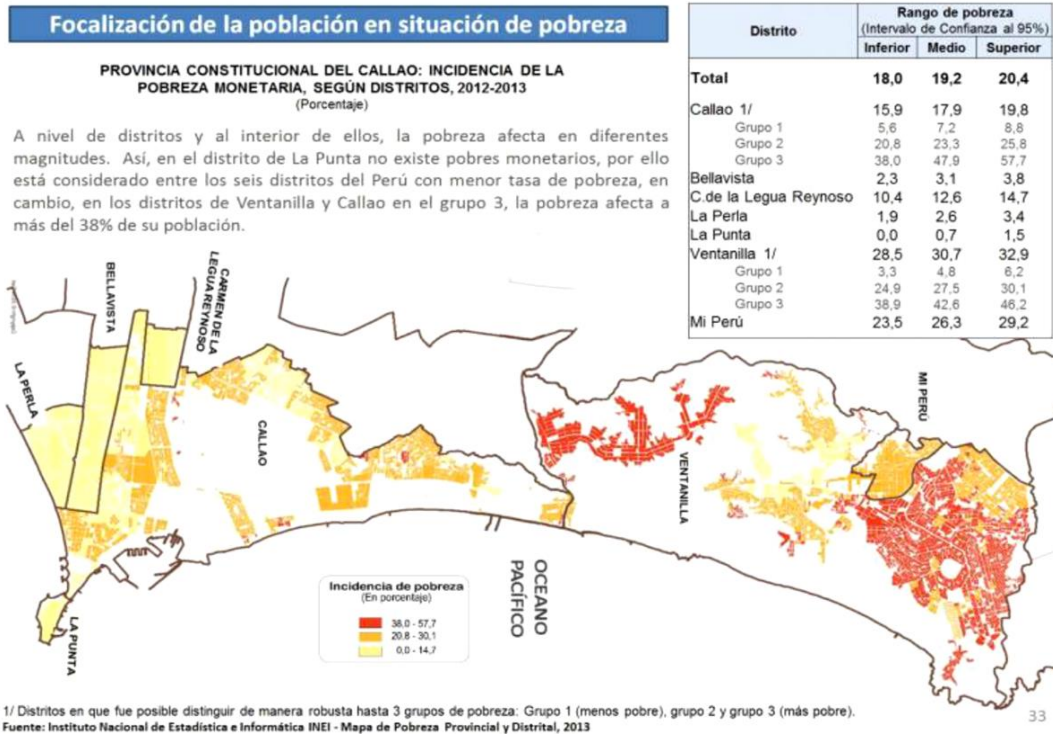 Focalización de la población en situación de pobreza
PROVINCIA CONSTITUCIONAL DEL CALLAO: INCIDENCIA DE LA
POBREZA MONETARIA, SEGÚN DISTRITOS, 2012-2013
(Porcentaje)
A nivel de distritos y al interior de ellos, la pobreza afecta en diferentes
magnitudes. Así, en el distrito de La Punta no existe pobres monetarios, por ello
está considerado entre los seis distritos del Perú con menor tasa de pobreza, en
cambio, en los distritos de Ventanilla y Callao en el grupo 3, la pobreza afecta a
más del 38% de su población.
Distrito Rango de pobreza
(Intervalo de Confianza al 95%)
Inferior Medio Superior
Total 18,0 19,2 20,4
Callao 1/ 15,9 17,9 19,8
Grupo 1 5,6 7,2 8,8
Grupo 2 20,8 23,3 25,8
Grupo 3 38,0 47,9 57,7
Bellavista 2,3 3,1 3,8
C.de la Legua Reynoso 10,4 12,6 14,7
La Perla 1,9 2,6 3,4
La Punta 0,0 0,7 1,5
Ventanilla 1/ 28,5 30,7 32,9
Grupo 1 3,3 4,8 6,2
Grupo 2 24,9 27,5 30,1
Grupo 3 38,9 42,6 46,2
Mi Perú 23,5 26,3 29,2
LA PERLA
BELLAVISTA
CARMEN DE LA
LEGUA REYNOSO
CALLAO
VENTANILLA
MI PERÚ
LA PUNTA
OCEANO
PACÍFICO
Incidencia de pobreza
(En porcentaje)
38,0 - 57,7
20,8 - 30,1
0,0 - 14,7
1/ Distritos en que fue posible distinguir de manera robusta hasta 3 grupos de pobreza: Grupo 1 (menos pobre), grupo 2 y grupo 3 (más pobre).
Fuente: Instituto Nacional de Estadística e Informática INEI - Mapa de Pobreza Provincial y Distrital, 2013
33